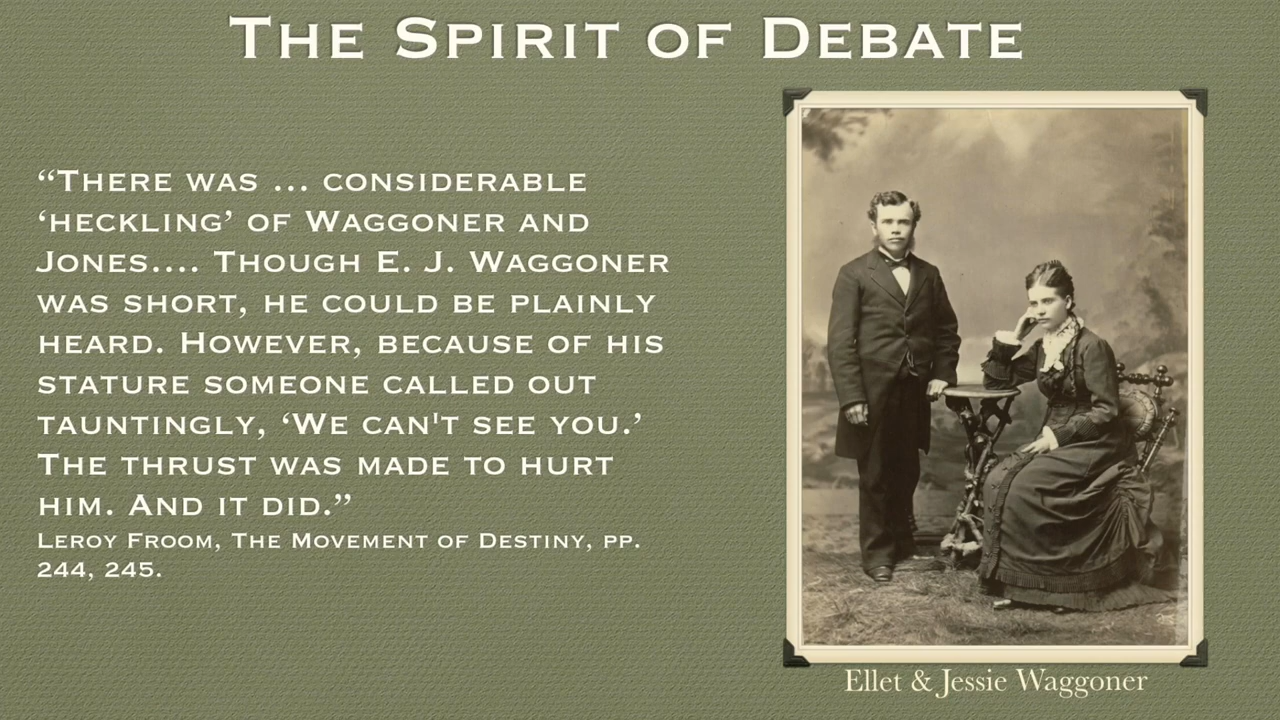 The Spirit of Debate
“There was ... considerable
‘heckling’ of Waggoner and
Jones.... Though E. J. Waggoner
was short, he could be plainly
heard. However, because of his
stature someone called out
tauntingly, ‘We can't see you.’
The thrust was made to hurt
him. And it did.”
Leroy Froom, The Movement of Destiny, pp.
244, 245.
Ellet & Jessie Waggoner